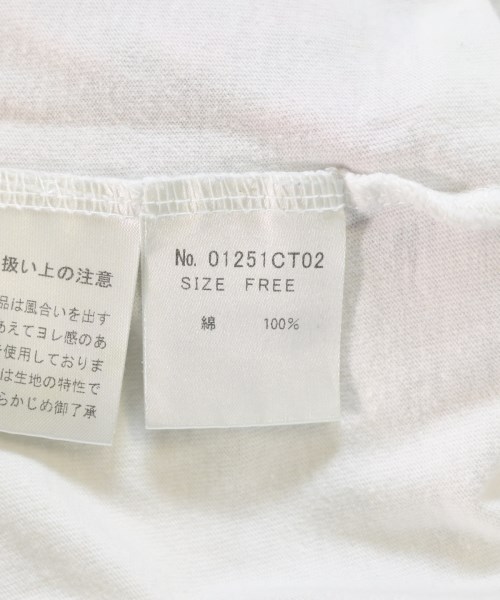 扱い上の注意
品は風合いを出す
あえてヨレ感のあ
を使用しておりま
は生地の特性で
らかじめ御了承
No. 01251CT02
SIZE FREE
綿 100%